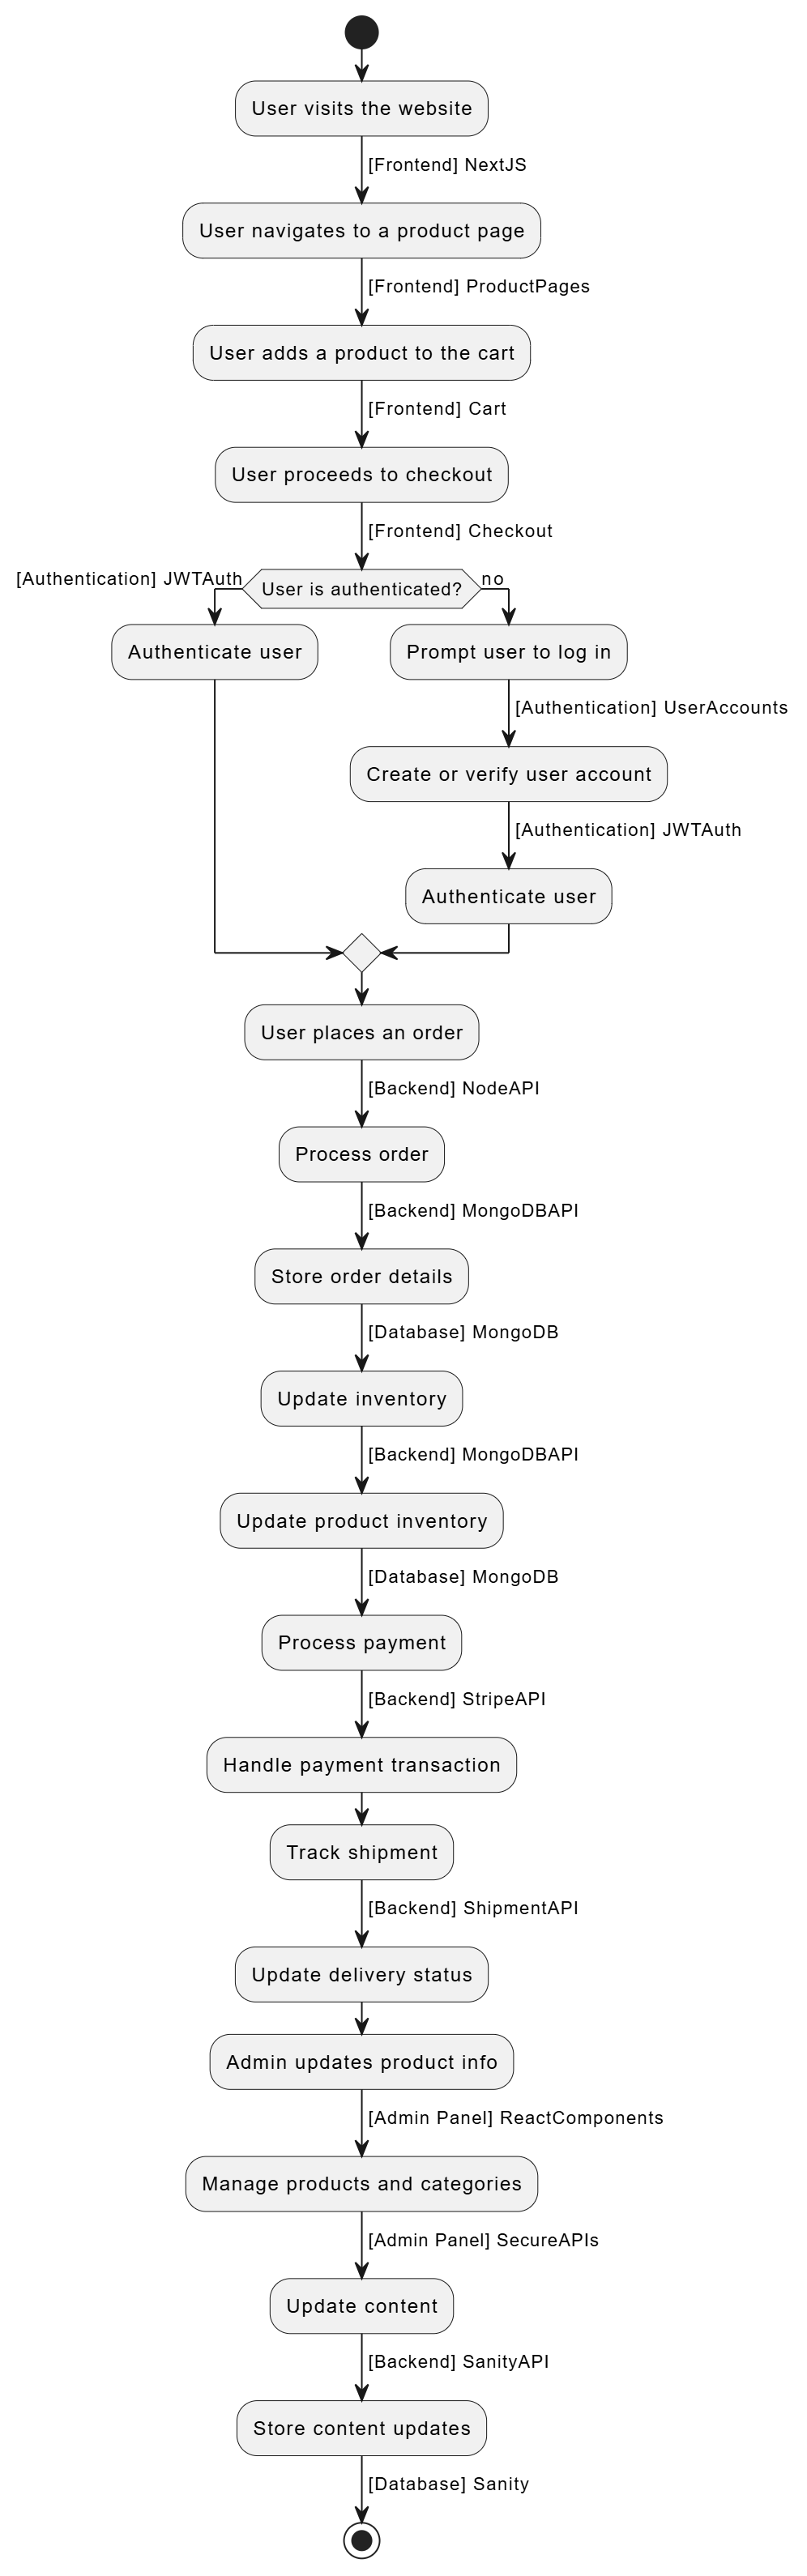 User visits the website
[Frontend] NextJS
User navigates to a product page
[Frontend] ProductPages
User adds a product to the cart
[Frontend] Cart
User proceeds to checkout
[Frontend] Checkout
[Authentication] JWTAuth
User is authenticated?
no
Authenticate user
Prompt user to log in
[Authentication] UserAccounts
Create or verify user account
[Authentication] JWTAuth
Authenticate user
User places an order
[Backend] NodeAPI
Process order
[Backend] MongoDBAPI
Store order details
[Database] MongoDB
Update inventory
[Backend] MongoDBAPI
Update product inventory
[Database] MongoDB
Process payment
[Backend] StripeAPI
Handle payment transaction
Track shipment
[Backend] ShipmentAPI
Update delivery status
Admin updates product info
[Admin Panel] ReactComponents
Manage products and categories
[Admin Panel] SecureAPIs
Update content
[Backend] SanityAPI
Store content updates
[Database] Sanity